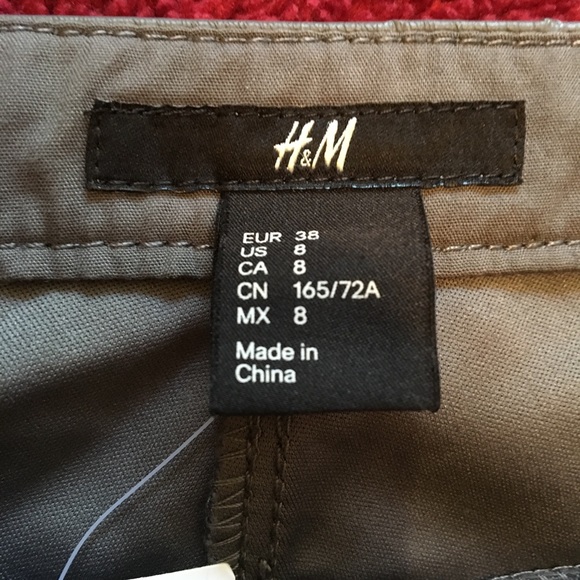 H&M
EUR 38
US 8
CA 8
CN 165/72A
MX 8
Made in
China